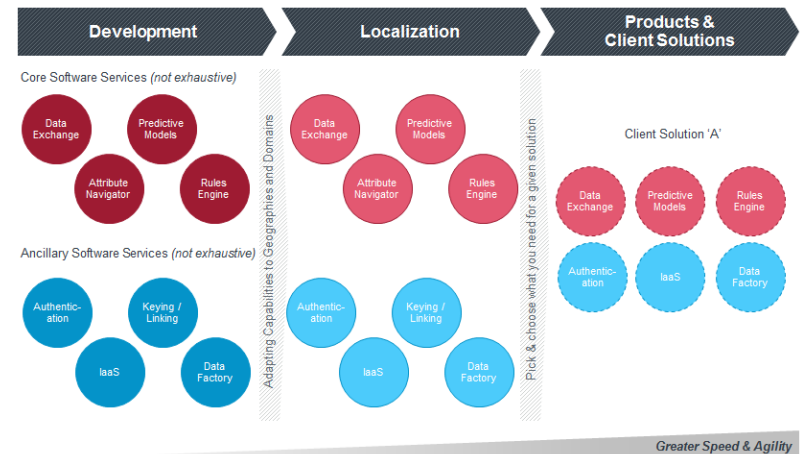 Development
Localization
Products &
Client Solutions
Core Software Services (not exhaustive)
Data
Exchange
Predictive
Models
Attribute
Navigator
Rules
Engine
Ancillary Software Services (not exhaustive)
Authentic-
ation
Keying /
Linking
IaaS
Data
Factory
Adapting Capabilities to Geographies and Domains
Data
Exchange
Predictive
Models
Attribute
Navigator
Rules
Engine
Authentic-
ation
Keying /
Linking
IaaS
Data
Factory
Pick & choose what you need for a given solution
Client Solution 'A'
Data
Exchange
Predictive
Models
Rules
Engine
Authentic-
ation
IaaS
Data
Factory
Greater Speed & Agility